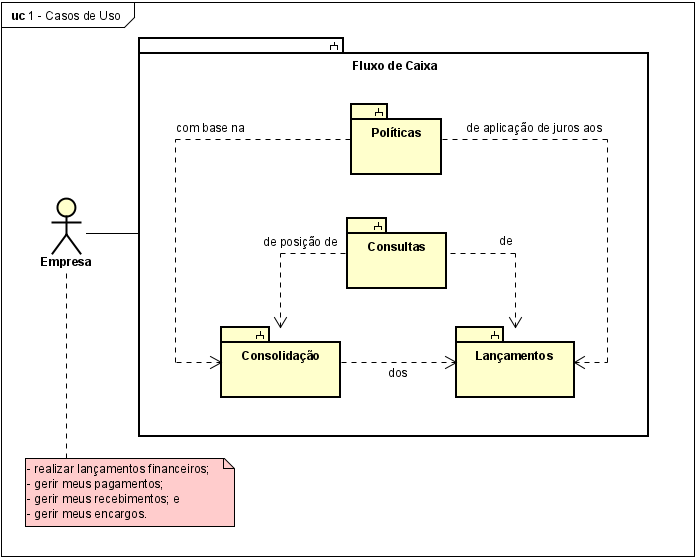 uc 1 - Casos de Uso
Fluxo de Caixa
Políticas
com base na
de aplicação de juros aos
Consultas
de posição de
de
Empresa
Consolidação
Lançamentos
dos
- realizar lançamentos financeiros;
- gerir meus pagamentos;
- gerir meus recebimentos; e
- gerir meus encargos.